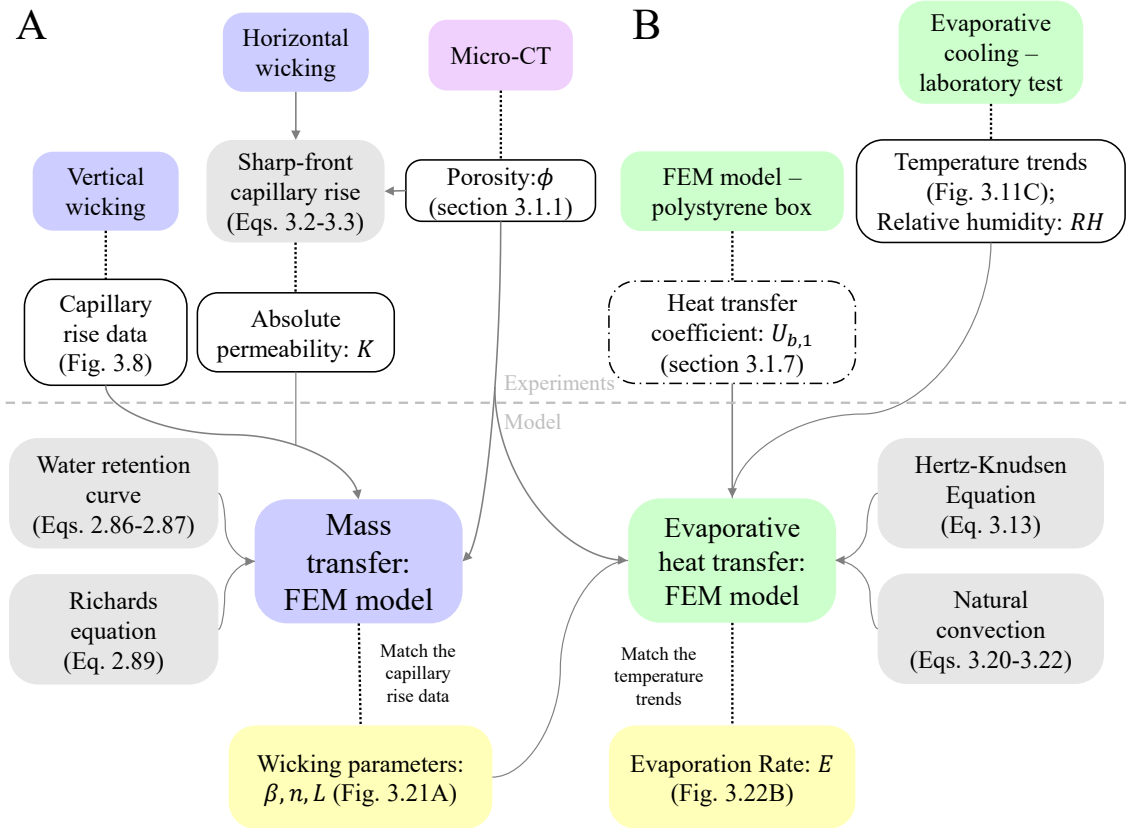 A
Horizontal
wicking
Micro-CT
Vertical
wicking
Sharp-front
capillary rise
(Eqs. 3.2-3.3)
Porosity:ϕ
(section 3.1.1)
Capillary
rise data
(Fig. 3.8)
Absolute
permeability: K
B
Evaporative
cooling –
laboratory test
FEM model –
polystyrene box
Temperature trends
(Fig. 3.11C);
Relative humidity: RH
Heat transfer
coefficient: U_{b,1}
(section 3.1.7)
Experiments
Model
Water retention
curve
(Eqs. 2.86-2.87)
Richards
equation
(Eq. 2.89)
Mass
transfer:
FEM model
Evaporative
heat transfer:
FEM model
Hertz-Knudsen
Equation
(Eq. 3.13)
Natural
convection
(Eqs. 3.20-3.22)
Match the
capillary
rise data
Match the
temperature
trends
Wicking parameters:
β, n, L (Fig. 3.21A)
Evaporation Rate: E
(Fig. 3.22B)